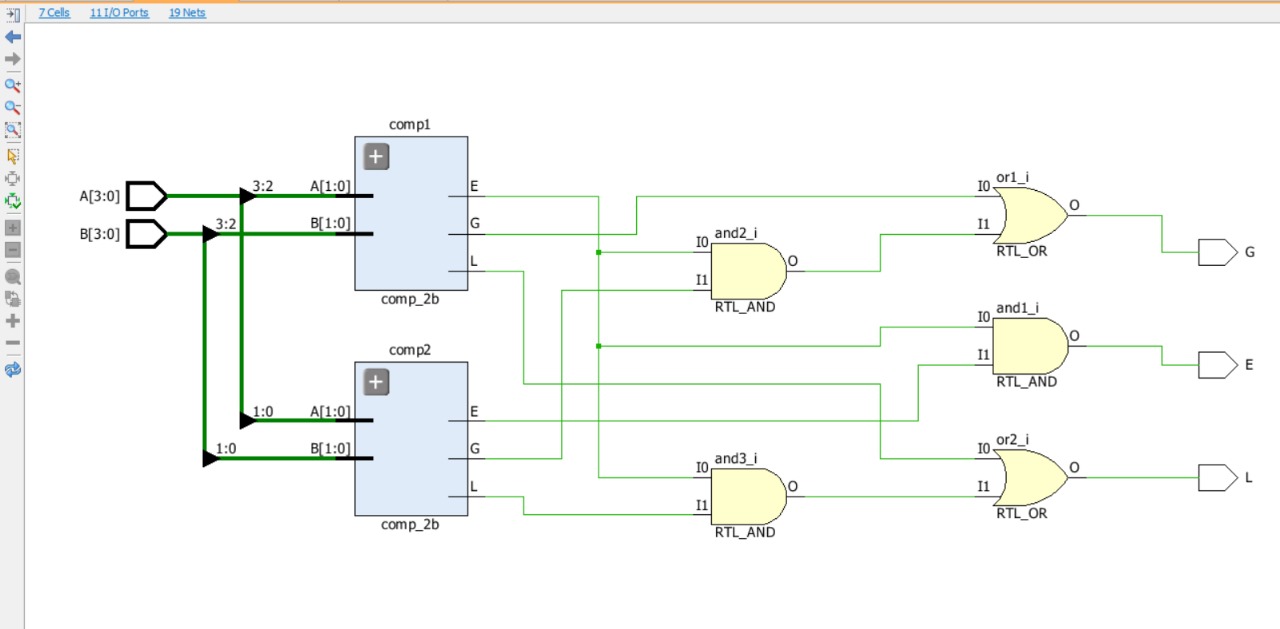 7 Cells 11 I/O Ports 19 Nets
comp1
A[3:0] 3:2 A[1:0] E
B[3:0] 3:2 B[1:0] G
L
comp_2b
comp2
1:0 A[1:0] E
1:0 B[1:0] G
L
comp_2b
and2_i
I0 O
I1
RTL_AND
and3_i
I0 O
I1
RTL_AND
or1_i
I0 O
I1
RTL_OR
G
and1_i
I0 O
I1
RTL_AND
E
or2_i
I0 O
I1
RTL_OR
L